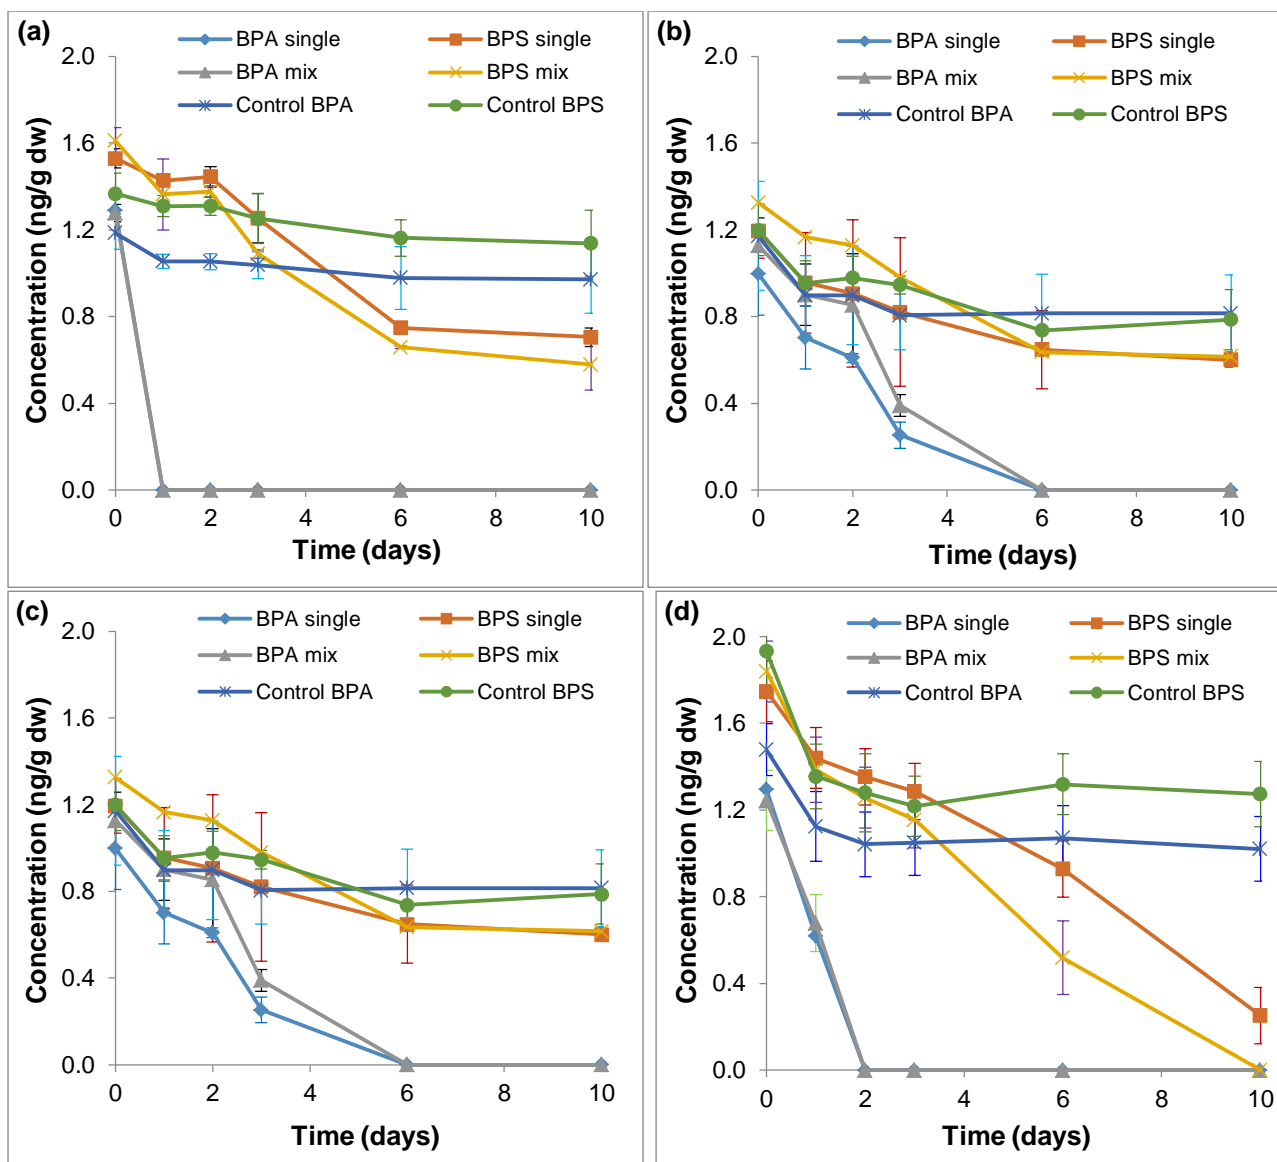 (a)
BPA single BPS single
BPA mix BPS mix
Control BPA Control BPS
2.0
1.6
1.2
0.8
0.4
0.0
Concentration (ng/g dw)
0 2 4 6 8 10
Time (days)
(b)
BPA single BPS single
BPA mix BPS mix
Control BPA Control BPS
2.0
1.6
1.2
0.8
0.4
0.0
Concentration (ng/g dw)
0 2 4 6 8 10
Time (days)
(c)
BPA single BPS single
BPA mix BPS mix
Control BPA Control BPS
2.0
1.6
1.2
0.8
0.4
0.0
Concentration (ng/g dw)
0 2 4 6 8 10
Time (days)
(d)
BPA single BPS single
BPA mix BPS mix
Control BPA Control BPS
2.0
1.6
1.2
0.8
0.4
0.0
Concentration (ng/g dw)
0 2 4 6 8 10
Time (days)